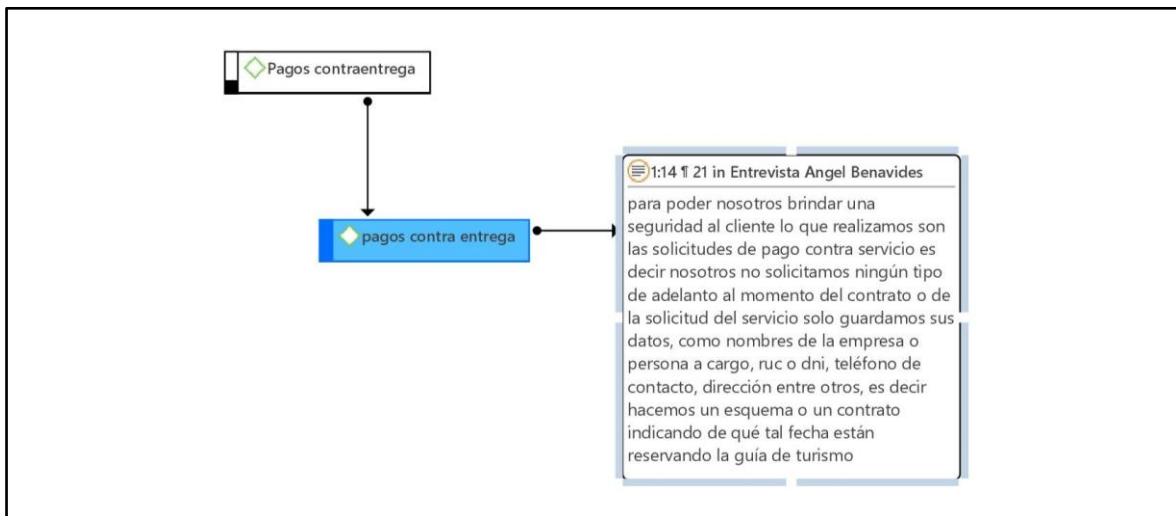 Pagos contraentrega
pagos contra entrega
1:14 ¶ 21 in Entrevista Angel Benavides
para poder nosotros brindar una
seguridad al cliente lo que realizamos son
las solicitudes de pago contra servicio es
decir nosotros no solicitamos ningún tipo
de adelanto al momento del contrato o de
la solicitud del servicio solo guardamos sus
datos, como nombres de la empresa o
persona a cargo, ruc o dni, teléfono de
contacto, dirección entre otros, es decir
hacemos un esquema o un contrato
indicando de qué tal fecha están
reservando la guía de turismo